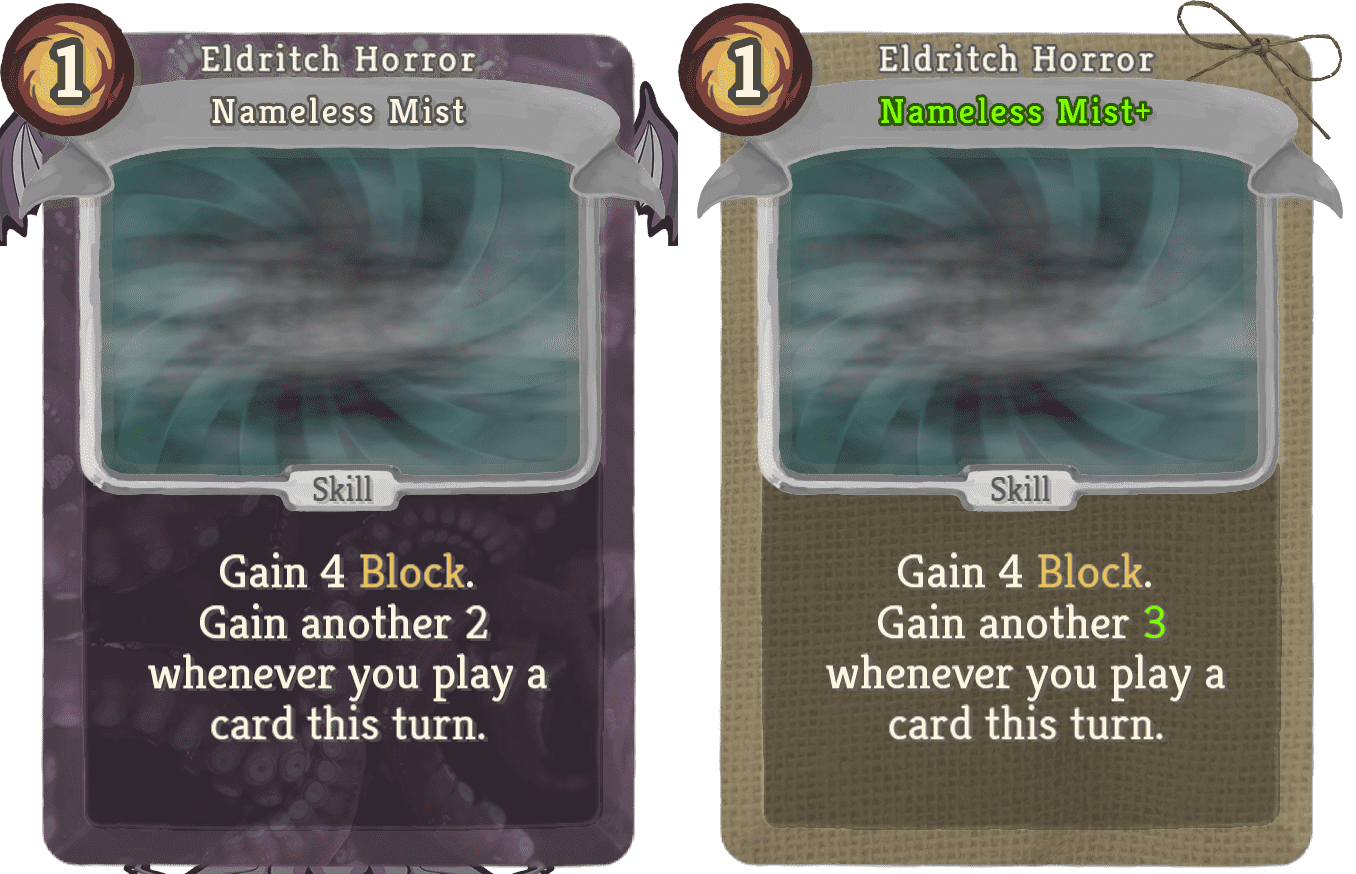 1
Eldritch Horror
Nameless Mist
Skill
Gain 4 Block.
Gain another 2
whenever you play a
card this turn.
1
Eldritch Horror
Nameless Mist+
Skill
Gain 4 Block.
Gain another 3
whenever you play a
card this turn.